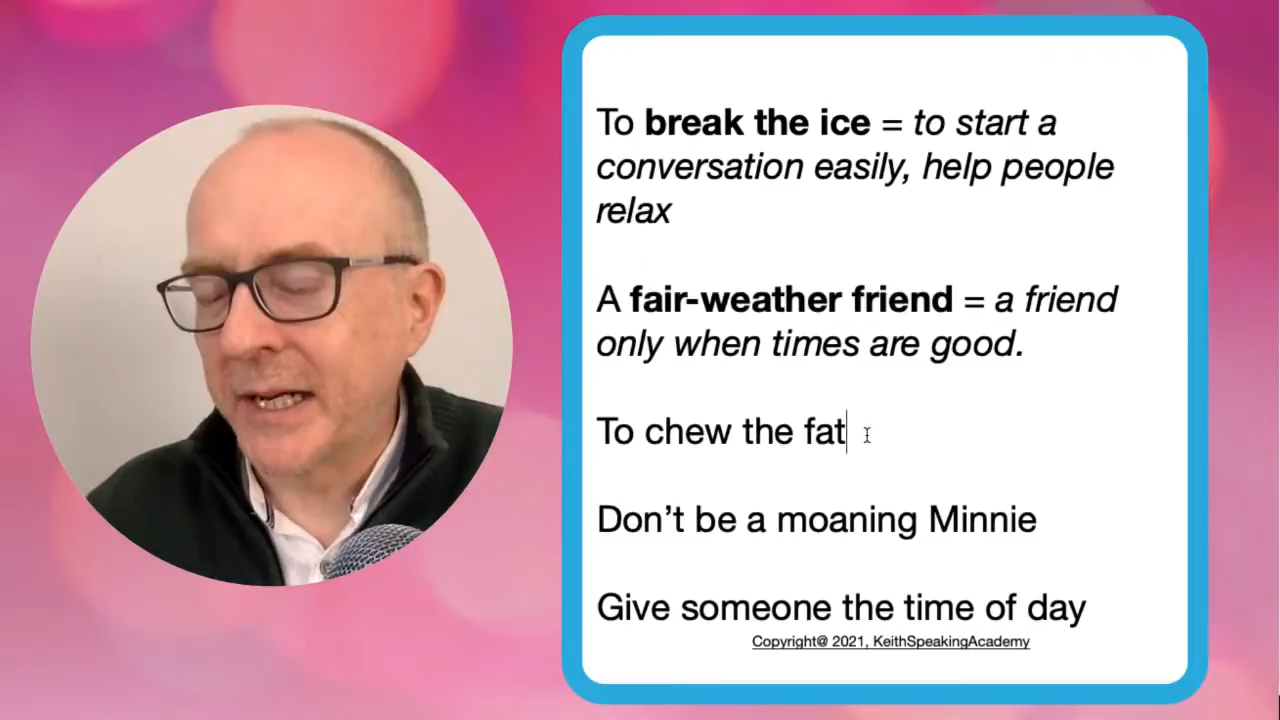 To break the ice = to start a
conversation easily, help people
relax
A fair-weather friend = a friend
only when times are good.
To chew the fat
Don’t be a moaning Minnie
Give someone the time of day
Copyright@ 2021, KeithSpeakingAcademy